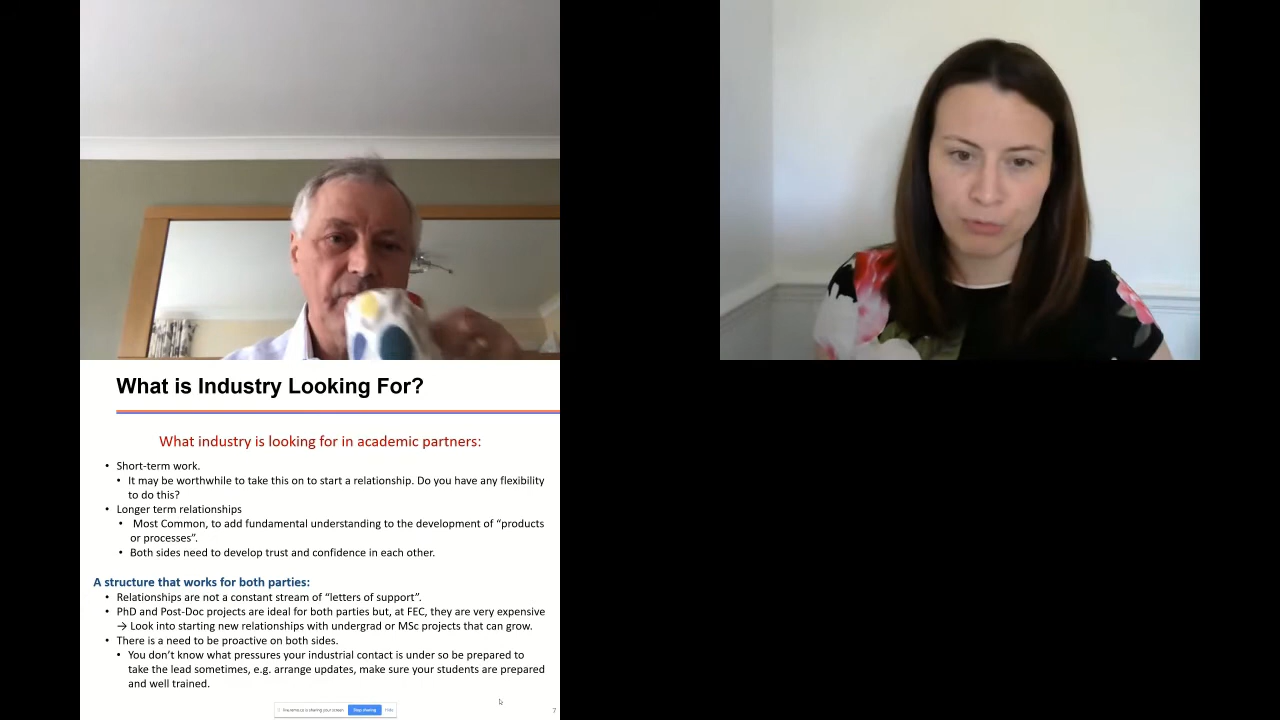 What is Industry Looking For?
What industry is looking for in academic partners:
• Short-term work.
• It may be worthwhile to take this on to start a relationship. Do you have any flexibility
to do this?
• Longer term relationships
• Most Common, to add fundamental understanding to the development of “products
or processes”.
• Both sides need to develop trust and confidence in each other.
A structure that works for both parties:
• Relationships are not a constant stream of “letters of support”.
• PhD and Post-Doc projects are ideal for both parties but, at FEC, they are very expensive
→ Look into starting new relationships with undergrad or MSc projects that can grow.
• There is a need to be proactive on both sides.
• You don’t know what pressures your industrial contact is under so be prepared to
take the lead sometimes, e.g. arrange updates, make sure your students are prepared
and well trained.
is sharing your screen Stop sharing Hide
7